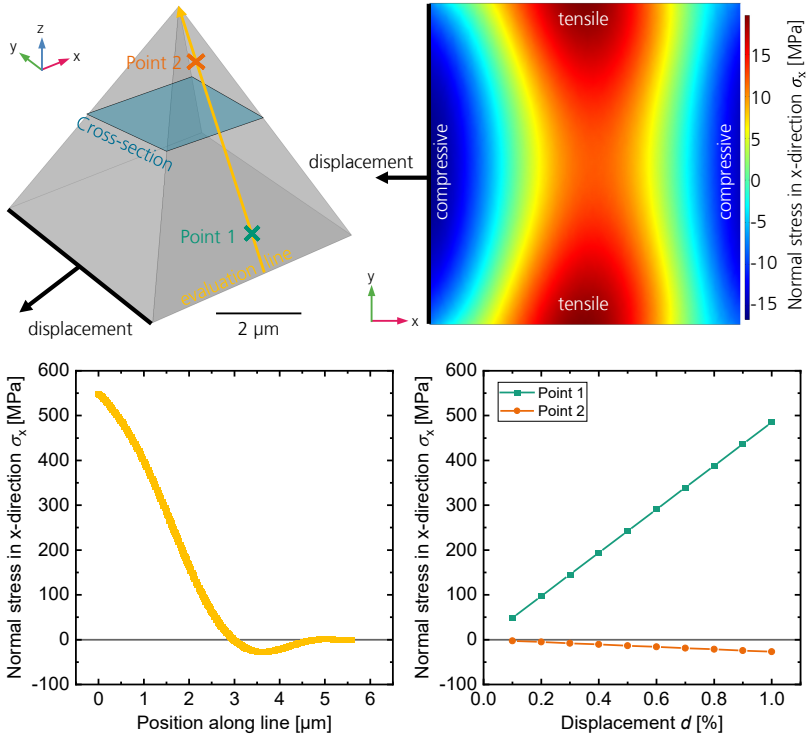 z
y
x
Point 2
Cross-section
Point 1
evaluation line
displacement
2 µm
tensile
compressive
compressive
displacement
tensile
y
x
15
10
5
0
-5
-10
-15
Normal stress in x-direction σx [MPa]
600
500
400
300
200
100
0
-100
0
1
2
3
4
5
6
Normal stress in x-direction σx [MPa]
Position along line [µm]
600
500
400
300
200
100
0
-100
0.0
0.2
0.4
0.6
0.8
1.0
Point 1
Point 2
Normal stress in x-direction σx [MPa]
Displacement d [%]